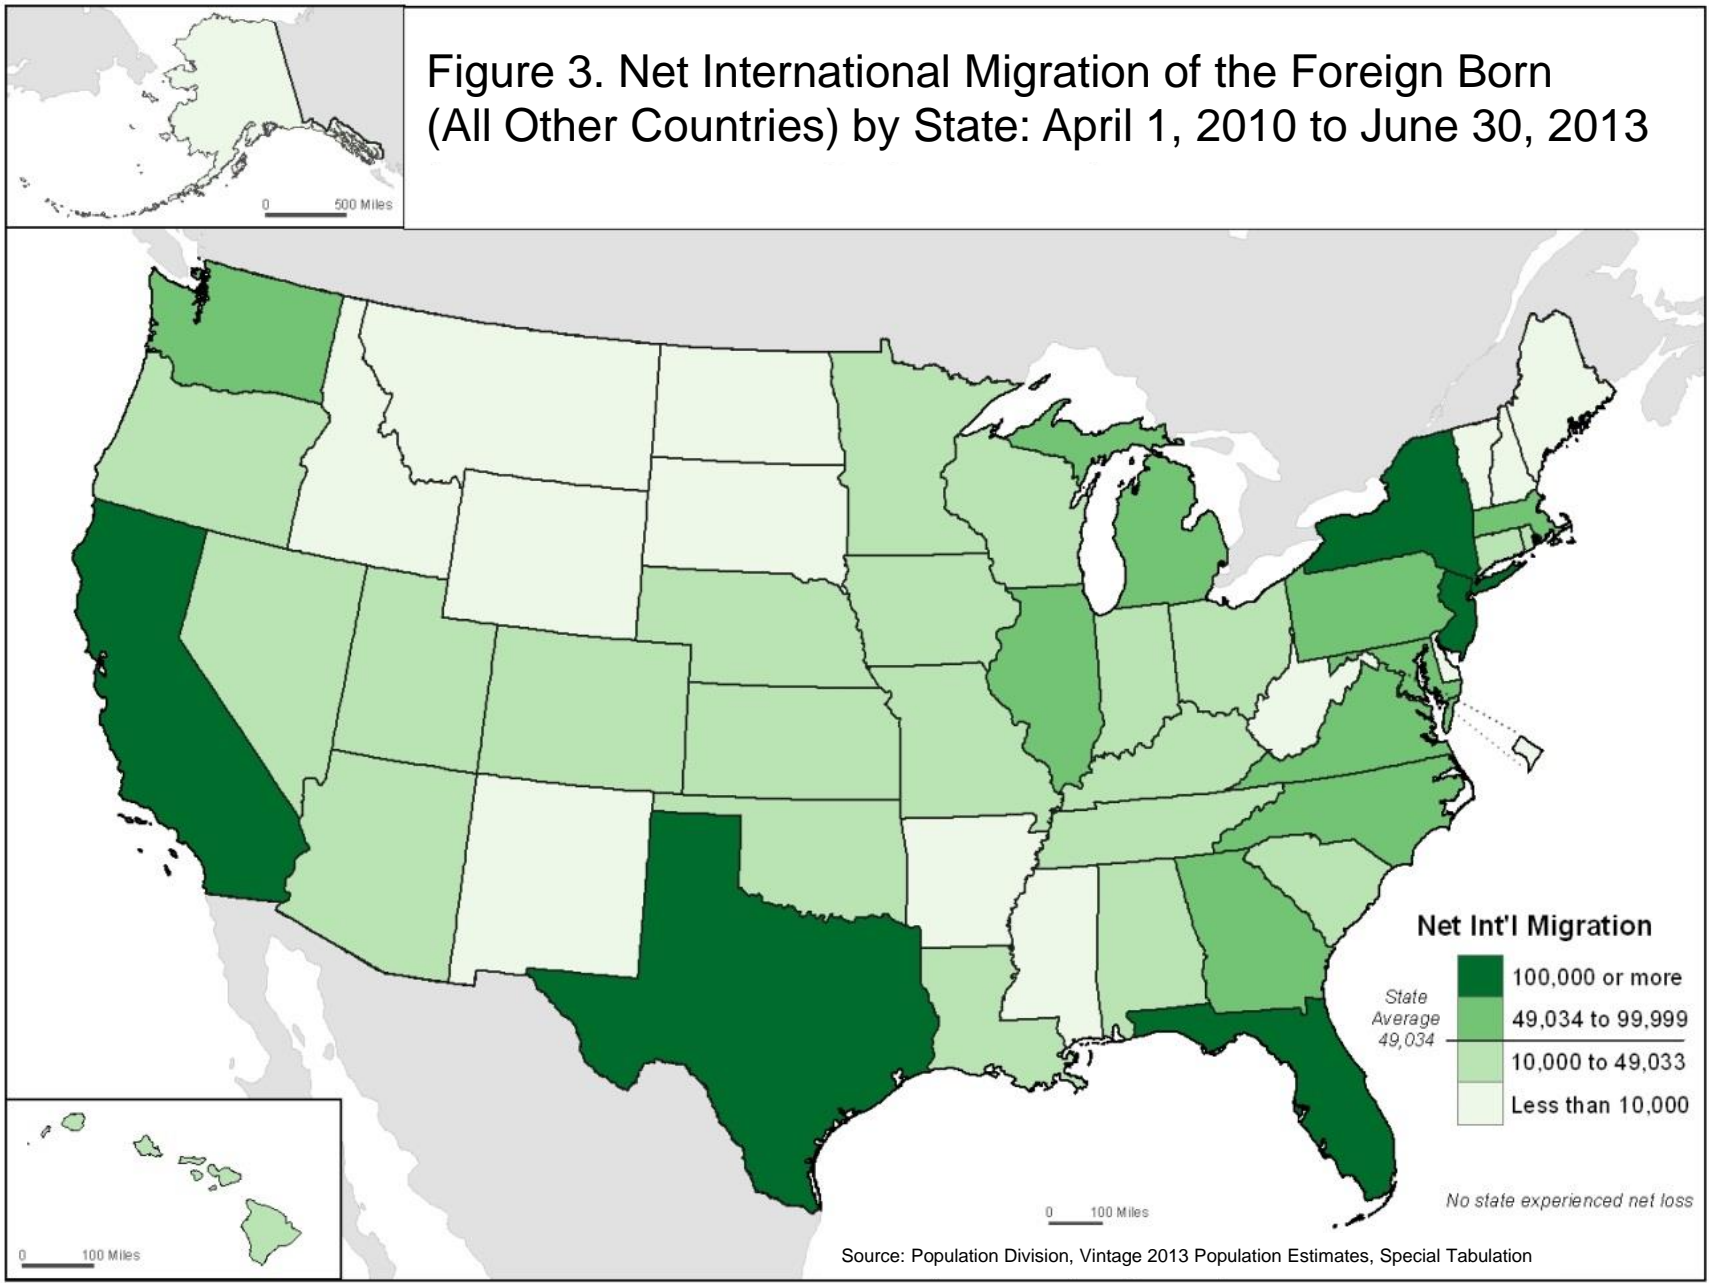 Figure 3. Net International Migration of the Foreign Born
(All Other Countries) by State: April 1, 2010 to June 30, 2013
0 500 Miles
Net Int'l Migration
100,000 or more
49,034 to 99,999
10,000 to 49,033
Less than 10,000
State
Average
49,034
No state experienced net loss
0 100 Miles
0 100 Miles
Source: Population Division, Vintage 2013 Population Estimates, Special Tabulation